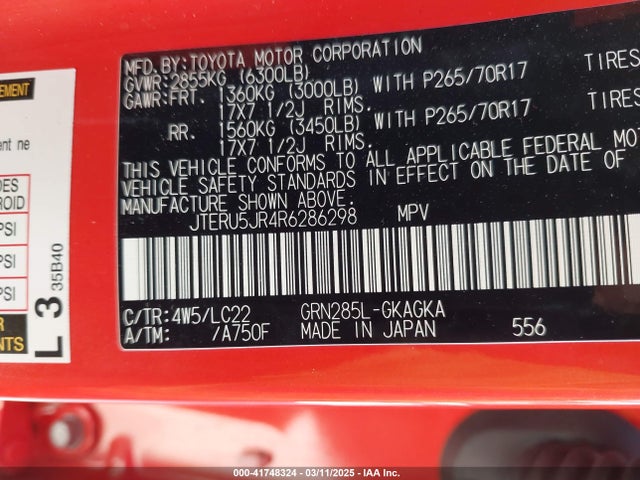 MFD. BY: TOYOTA MOTOR CORPORATION
GVWR: 2855KG (6300LB)
GAWR: FRT. 1360KG (3000LB) WITH P265/70R17 TIRES
17X7 1/2J RIMS.
RR. 1560KG (3450LB) WITH P265/70R17 TIRES
17X7 1/2J RIMS.
THIS VEHICLE CONFORMS TO ALL APPLICABLE FEDERAL MO
VEHICLE SAFETY STANDARDS IN EFFECT ON THE DATE OF
MANUFACTURE SHOWN ABOVE.
JTERU5JR4R6286298 MPV
C/TR: 4W5/LC22 GRN285L-GKAGKA
A/TM: /A750F MADE IN JAPAN 556
EMENT
ent ne
DES
ROID
PSI
PSI
PSI
R
ENTS
L 3 35B40
000-41748324 - 03/11/2025 - IAA Inc.